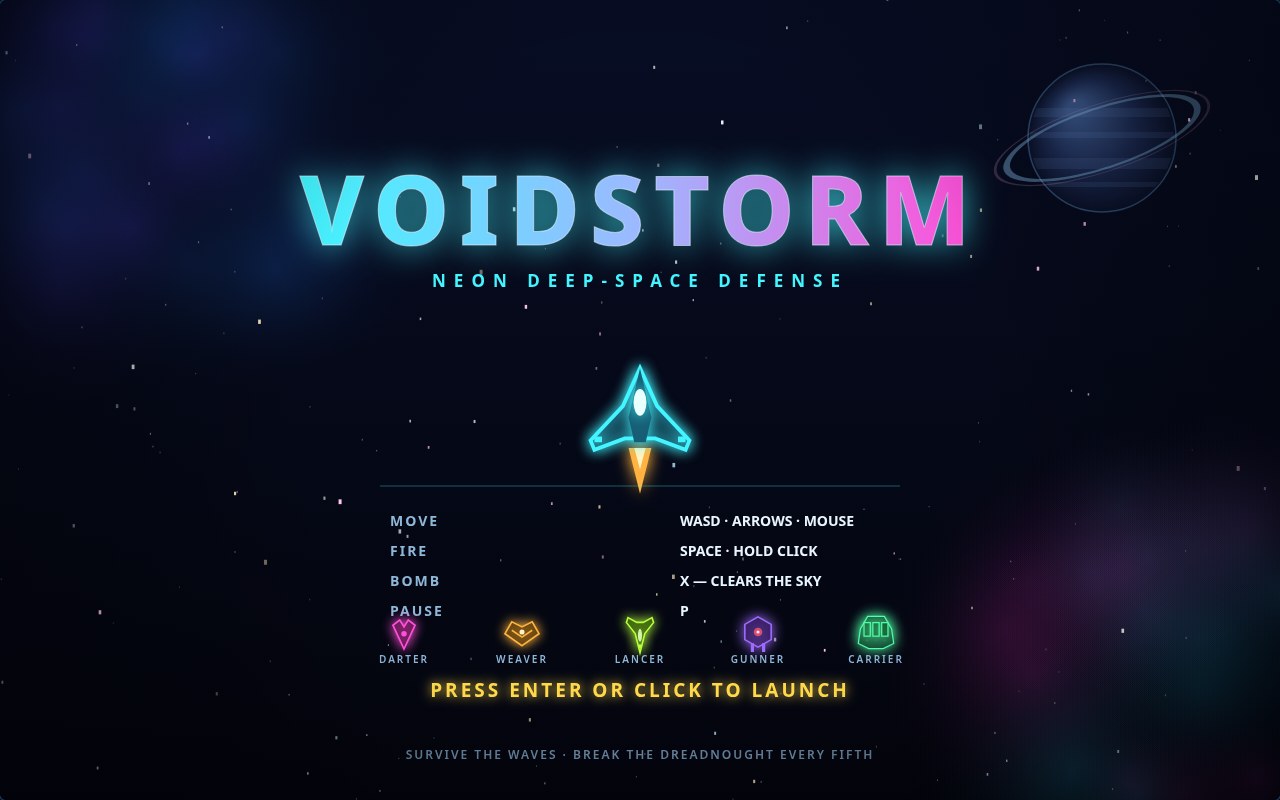 VOIDSTORM
NEON DEEP-SPACE DEFENSE
MOVE WASD · ARROWS · MOUSE
FIRE SPACE · HOLD CLICK
BOMB X — CLEARS THE SKY
PAUSE P
DARTER WEAVER LANCER GUNNER CARRIER
PRESS ENTER OR CLICK TO LAUNCH
SURVIVE THE WAVES · BREAK THE DREADNOUGHT EVERY FIFTH